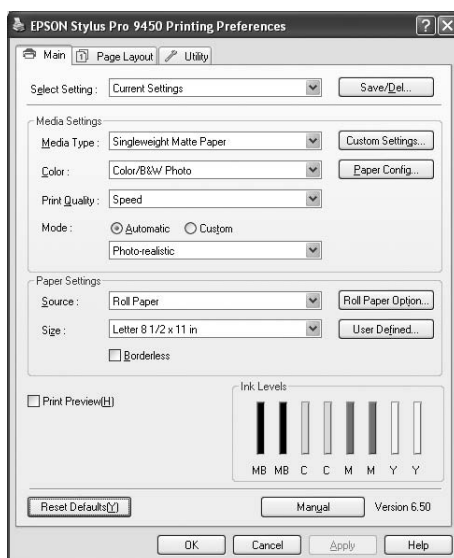 EPSON Stylus Pro 9450 Printing Preferences
Main Page Layout Utility
Select Setting : Current Settings Save/Del...
Media Settings
Media Type : Singleweight Matte Paper Custom Settings...
Color : Color/B&W Photo Paper Config...
Print Quality : Speed
Mode : Automatic Custom
Photo-realistic
Paper Settings
Source : Roll Paper Roll Paper Option...
Size : Letter 8 1/2 x 11 in User Defined...
Borderless
Print Preview(H)
Ink Levels
MB MB C C M M Y Y
Reset Defaults(Y) Manual Version 6.50
OK Cancel Apply Help